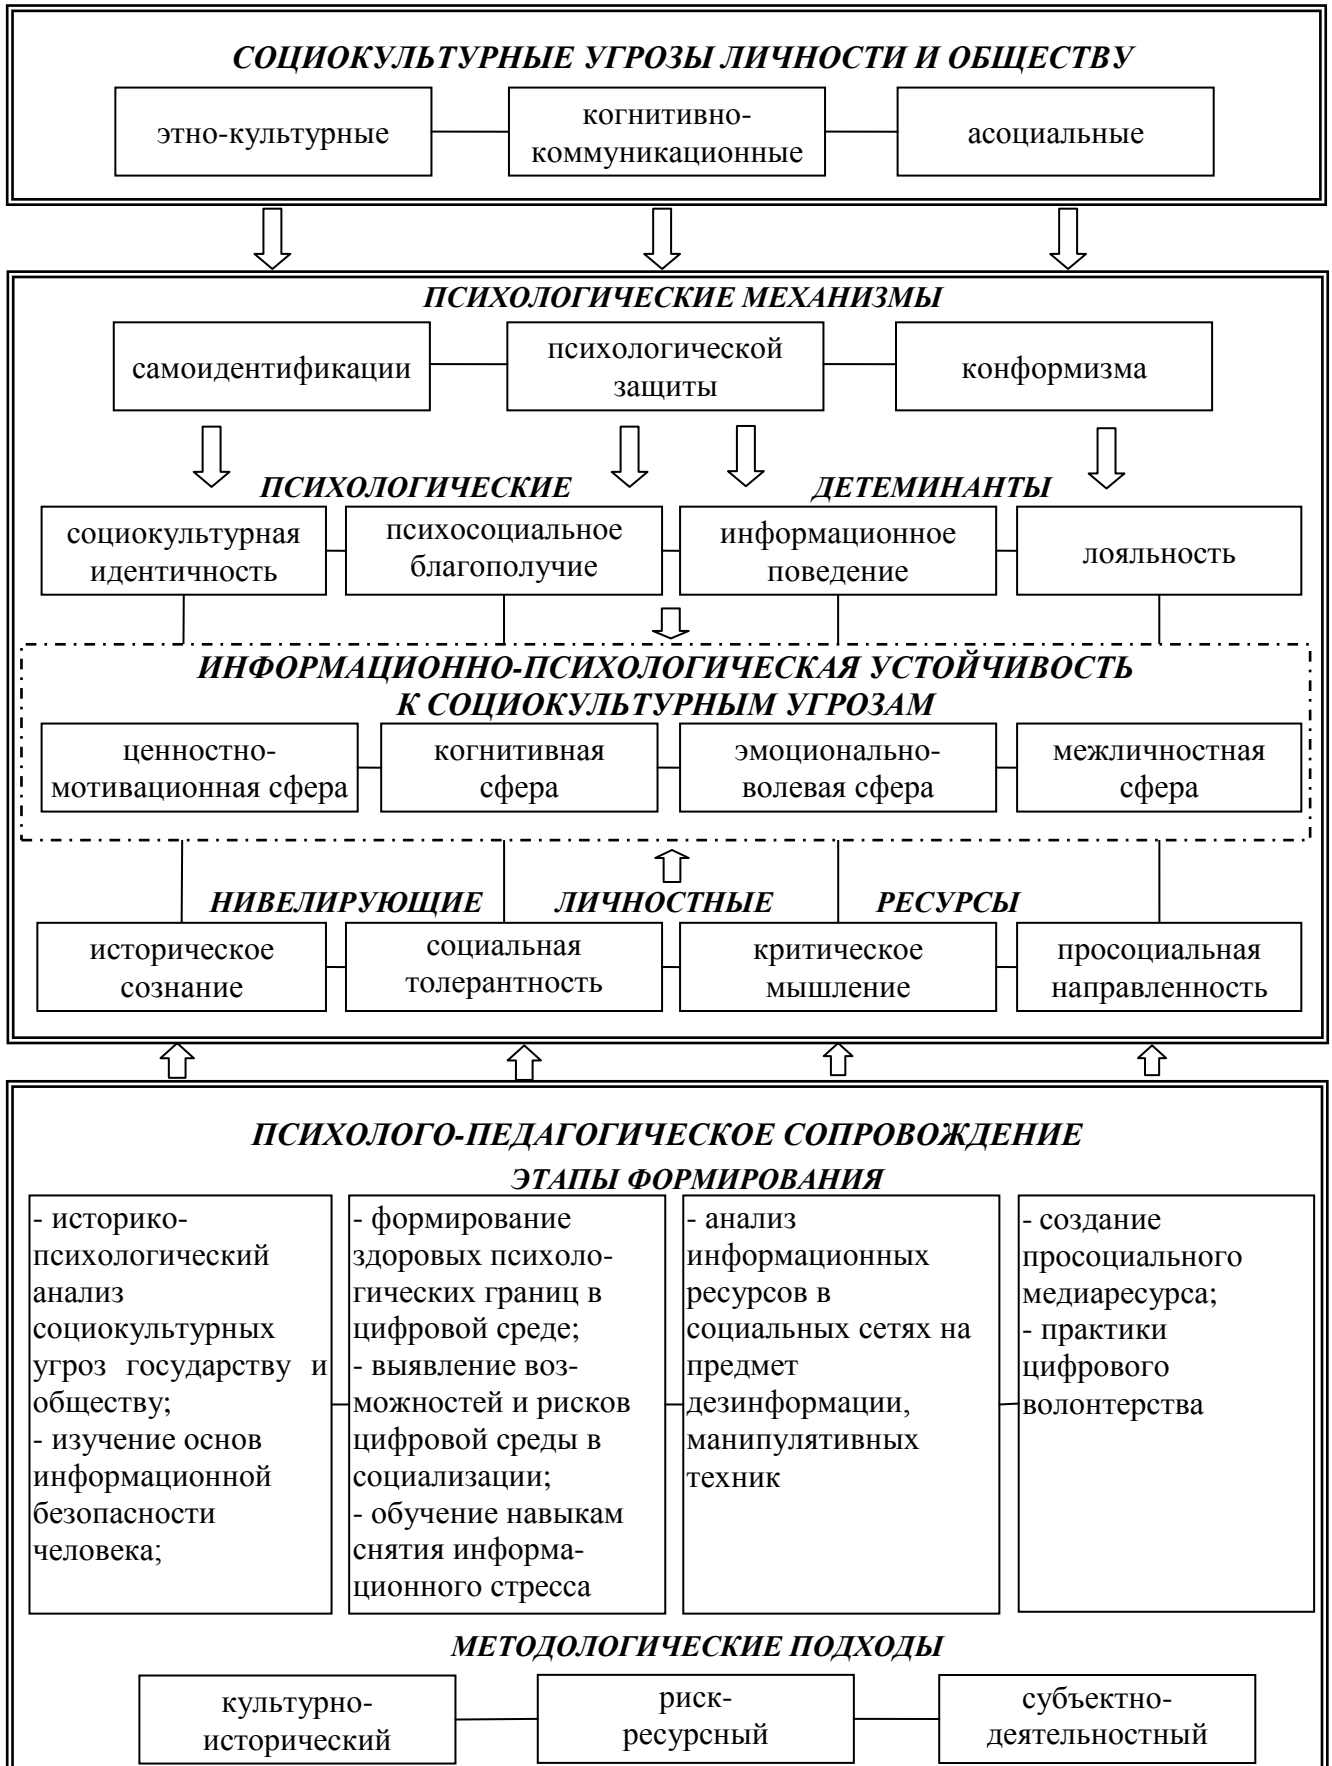 СОЦИОКУЛЬТУРНЫЕ УГРОЗЫ ЛИЧНОСТИ И ОБЩЕСТВУ
этно-культурные
когнитивно-
коммуникационные
асоциальные
ПСИХОЛОГИЧЕСКИЕ МЕХАНИЗМЫ
самоидентификации
психологической
защиты
конформизма
ПСИХОЛОГИЧЕСКИЕ ДЕТЕМИНАНТЫ
социокультурная
идентичность
психосоциальное
благополучие
информационное
поведение
лояльность
ИНФОРМАЦИОННО-ПСИХОЛОГИЧЕСКАЯ УСТОЙЧИВОСТЬ
К СОЦИОКУЛЬТУРНЫМ УГРОЗАМ
ценностно-
мотивационная сфера
когнитивная
сфера
эмоционально-
волевая сфера
межличностная
сфера
НИВЕЛИРУЮЩИЕ ЛИЧНОСТНЫЕ РЕСУРСЫ
историческое
сознание
социальная
толерантность
критическое
мышление
просоциальная
направленность
ПСИХОЛОГО-ПЕДАГОГИЧЕСКОЕ СОПРОВОЖДЕНИЕ
ЭТАПЫ ФОРМИРОВАНИЯ
- историко-
психологический
анализ
социокультурных
угроз государству и
обществу;
- изучение основ
информационной
безопасности
человека;
- формирование
здоровых психоло-
гических границ в
цифровой среде;
- выявление воз-
можностей и рисков
цифровой среды в
социализации;
- обучение навыкам
снятия информа-
ционного стресса
- анализ
информационных
ресурсов в
социальных сетях на
предмет
дезинформации,
манипулятивных
техник
- создание
просоциального
медиаресурса;
- практики
цифрового
волонтерства
МЕТОДОЛОГИЧЕСКИЕ ПОДХОДЫ
культурно-
исторический
риск-
ресурсный
субъектно-
деятельностный